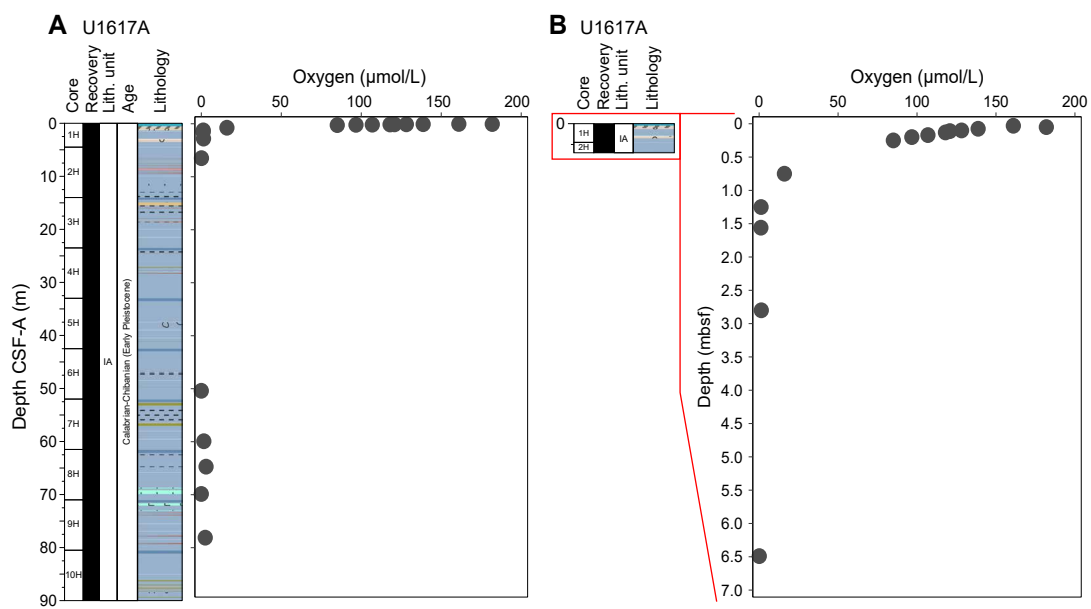 A U1617A
Core
Recovery
Lith. unit
Age
Lithology
Oxygen (µmol/L)
0 50 100 150 200
Depth CSF-A (m)
0
10
20
30
40
50
60
70
80
90
1H
2H
3H
4H
5H
6H
7H
8H
9H
10H
IA
Calabrian-Chibanian (Early Pleistocene)
B U1617A
Core
Recovery
Lith. unit
Lithology
0
1H
2H
IA
Oxygen (µmol/L)
0 50 100 150 200
Depth (mbsf)
0
0.5
1.0
1.5
2.0
2.5
3.0
3.5
4.0
4.5
5.0
5.5
6.0
6.5
7.0